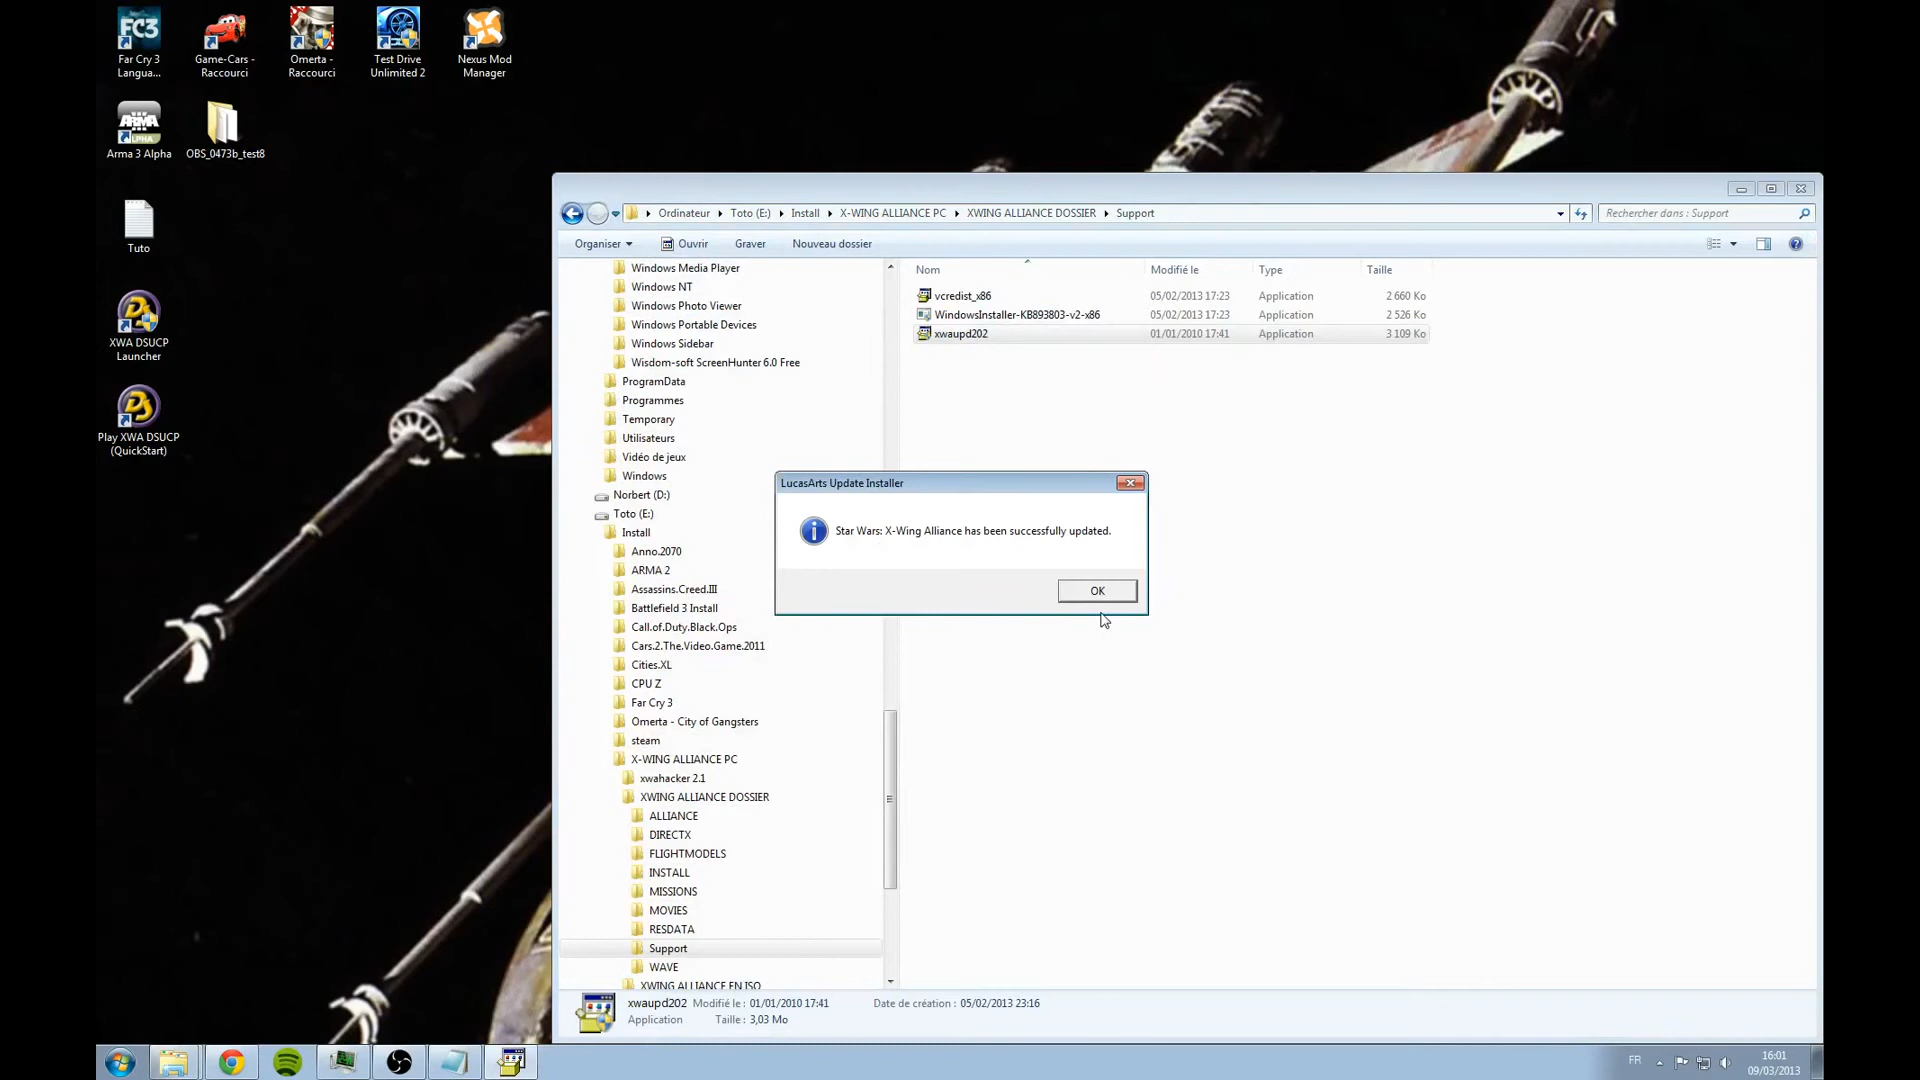 Far Cry 3
Langua...
Game-Cars -
Raccourci
Omerta -
Raccourci
Test Drive
Unlimited 2
Nexus Mod
Manager
FC3
ARMA
ALPHA
Arma 3 Alpha
OBS_0473b_test8
Tuto
XWA DSUCP
Launcher
Play XWA DSUCP
(QuickStart)
Ordinateur
Toto (E:)
Install
X-WING ALLIANCE PC
XWING ALLIANCE DOSSIER
Support
Rechercher dans : Support
Organiser
Ouvrir
Graver
Nouveau dossier
Windows Media Player
Windows NT
Windows Photo Viewer
Windows Portable Devices
Windows Sidebar
Wisdom-soft ScreenHunter 6.0 Free
ProgramData
Programmes
Temporary
Utilisateurs
Vidéo de jeux
Windows
Norbert (D:)
Toto (E:)
Install
Anno.2070
ARMA 2
Assassins.Creed.III
Battlefield 3 Install
Call.of.Duty.Black.Ops
Cars.2.The.Video.Game.2011
Cities.XL
CPU Z
Far Cry 3
Omerta - City of Gangsters
steam
X-WING ALLIANCE PC
xwahacker 2.1
XWING ALLIANCE DOSSIER
ALLIANCE
DIRECTX
FLIGHTMODELS
INSTALL
MISSIONS
MOVIES
RESDATA
Support
WAVE
XWING ALLIANCE EN ISO
Nom Modifié le Type Taille
vcredist_x86 05/02/2013 17:23 Application 2 660 Ko
WindowsInstaller-KB893803-v2-x86 05/02/2013 17:23 Application 2 526 Ko
xwaupd202 01/01/2010 17:41 Application 3 109 Ko
LucasArts Update Installer
Star Wars: X-Wing Alliance has been successfully updated.
OK
xwaupd202 Modifié le : 01/01/2010 17:41 Date de création : 05/02/2013 23:16
Application Taille : 3,03 Mo
FR
16:01
09/03/2013